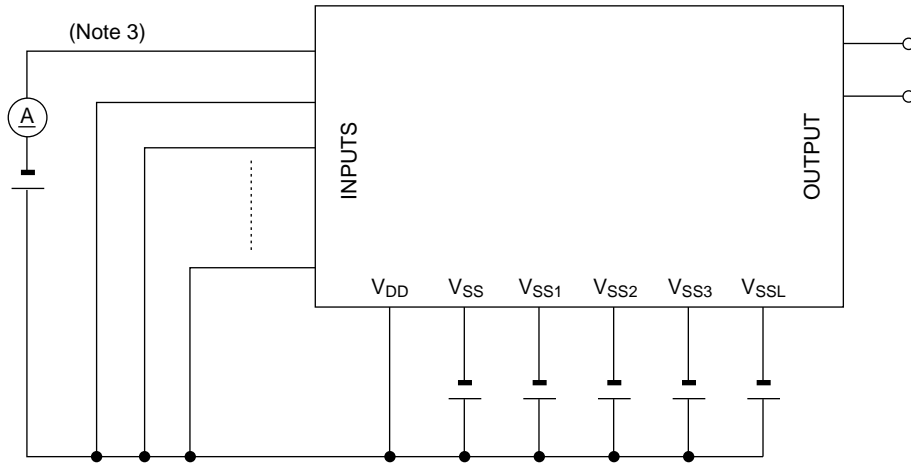 (Note 3)
A
INPUTS
OUTPUT
VDD VSS VSS1 VSS2 VSS3 VSSL